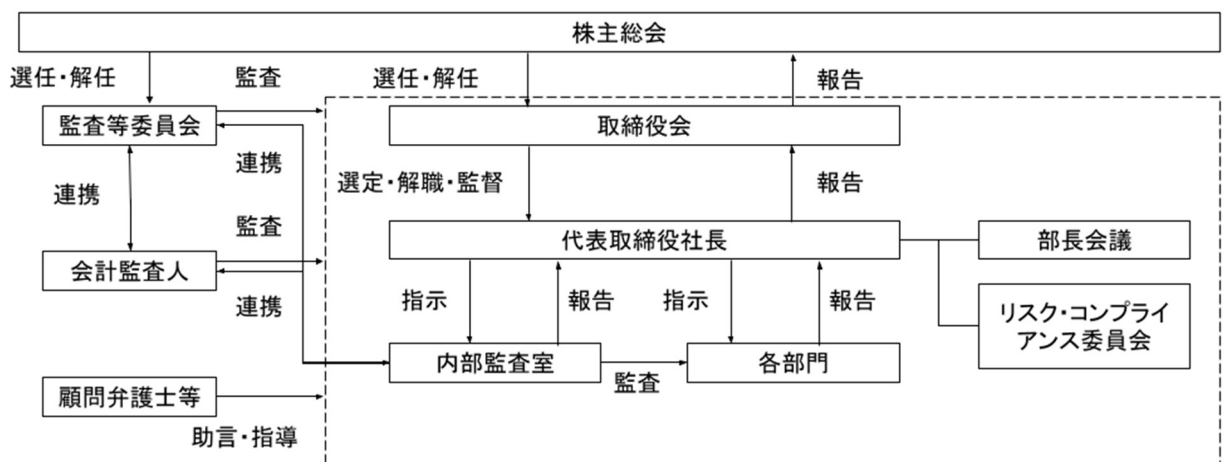 株主総会
選任・解任
監査
選任・解任
報告
監査等委員会
取締役会
連携
連携
選定・解職・監督
報告
監査
代表取締役社長
部長会議
会計監査人
連携
指示
報告
指示
報告
リスク・コンプライ
アンス委員会
内部監査室
監査
各部門
顧問弁護士等
助言・指導